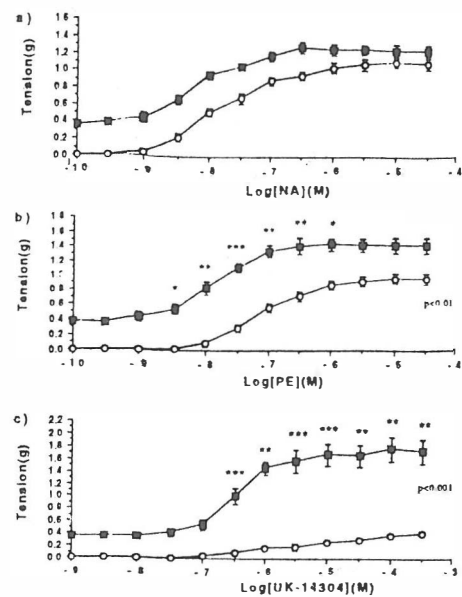 a)
Tension(g)
1.6
1.4
1.2
1.0
0.8
0.6
0.4
0.2
0.0
-10 -9 -8 -7 -6 -5 -4
Log[NA](M)
b)
Tension(g)
1.8
1.6
1.4
1.2
1.0
0.8
0.6
0.4
0.2
0.0
* ** *** ** ** *
p<0.01
-10 -9 -8 -7 -6 -5 -4
Log[PE](M)
c)
Tension(g)
2.2
2.0
1.8
1.6
1.4
1.2
1.0
0.8
0.6
0.4
0.2
0.0
*** ** *** *** ** ** **
p<0.001
-9 -8 -7 -6 -5 -4 -3
Log[UK-14304](M)